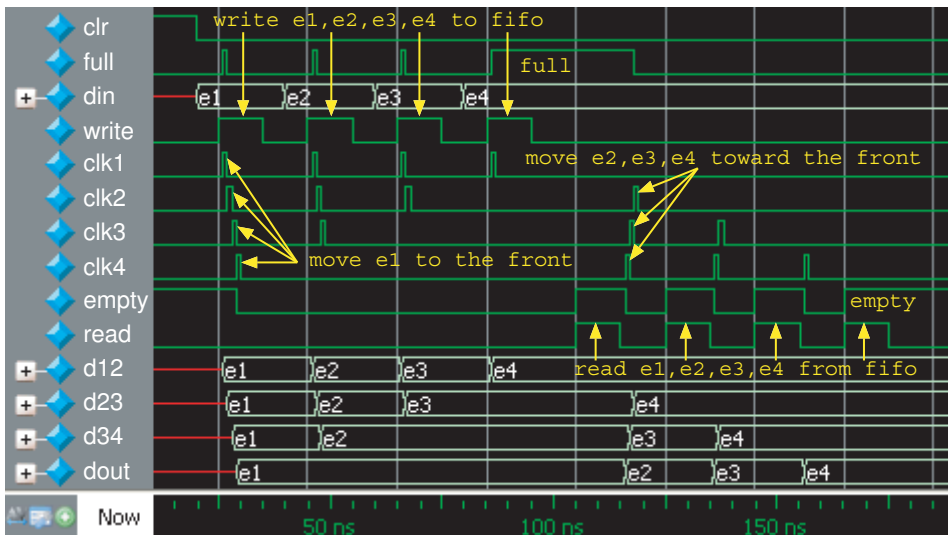 clr
write e1,e2,e3,e4 to fifo
full
full
din e1 e2 e3 e4
write
clk1
move e2,e3,e4 toward the front
clk2
clk3
clk4
move e1 to the front
empty
empty
read
d12 e1 e2 e3 e4
read e1,e2,e3,e4 from fifo
d23 e1 e2 e3 e4
d34 e1 e2 e3 e4
dout e1 e2 e3 e4
Now
50 ns 100 ns 150 ns